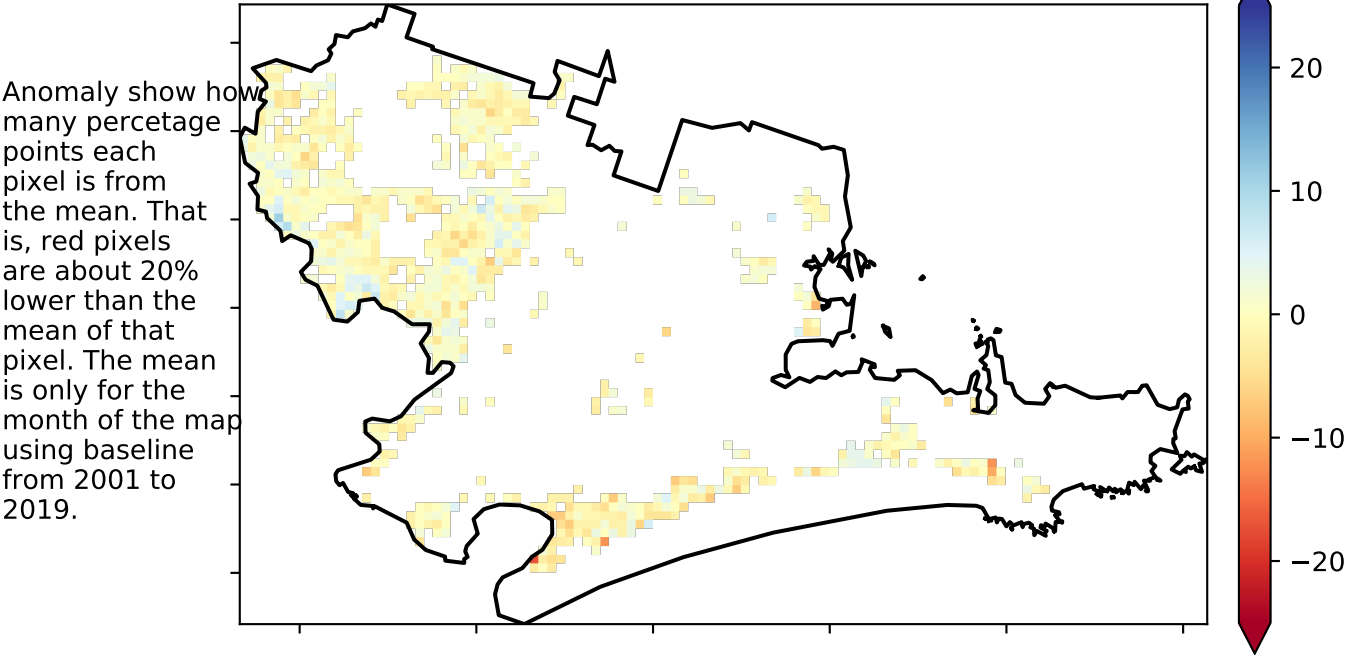 Anomaly show how
many percetage
points each
pixel is from
the mean. That
is, red pixels
are about 20%
lower than the
mean of that
pixel. The mean
is only for the
month of the map
using baseline
from 2001 to
2019.
20
10
0
−10
−20